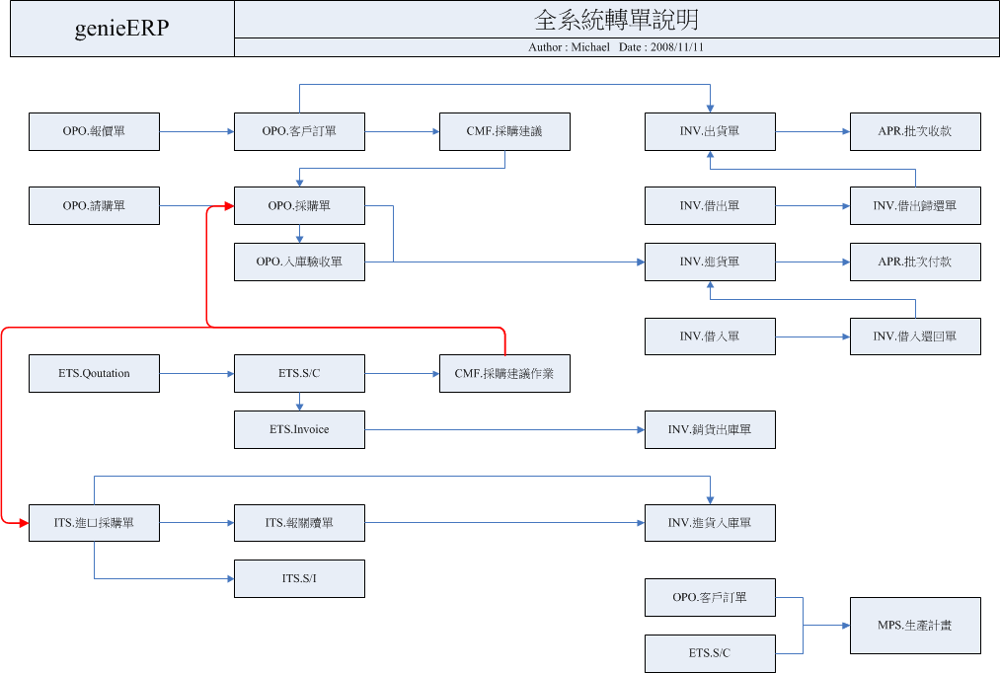 genieERP
全系統轉單說明
Author : Michael Date : 2008/11/11
OPO.報價單
OPO.客戶訂單
CMF.採購建議
INV.出貨單
APR.批次收款
OPO.請購單
OPO.採購單
INV.借出單
INV.借出歸還單
OPO.入庫驗收單
INV.進貨單
APR.批次付款
INV.借入單
INV.借入還回單
ETS.Qoutation
ETS.S/C
CMF.採購建議作業
ETS.Invoice
INV.銷貨出庫單
ITS.進口採購單
ITS.報關贖單
INV.進貨入庫單
ITS.S/I
OPO.客戶訂單
MPS.生產計畫
ETS.S/C